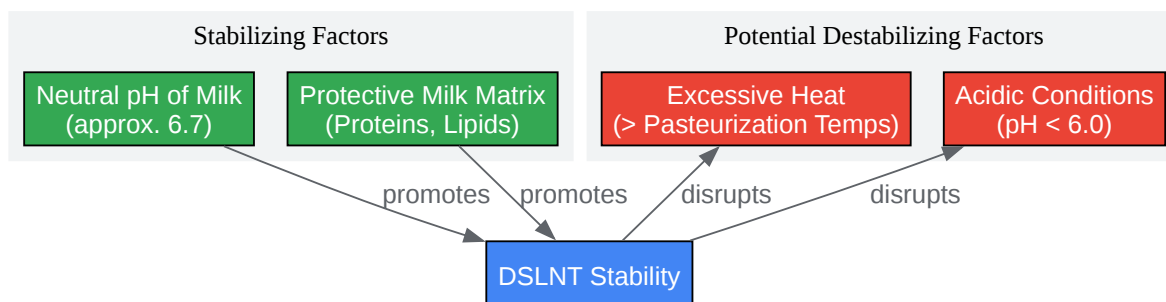 Stabilizing Factors
Potential Destabilizing Factors
Neutral pH of Milk
(approx. 6.7)
Protective Milk Matrix
(Proteins, Lipids)
Excessive Heat
(> Pasteurization Temps)
Acidic Conditions
(pH < 6.0)
promotes
promotes
disrupts
disrupts
DSLNT Stability